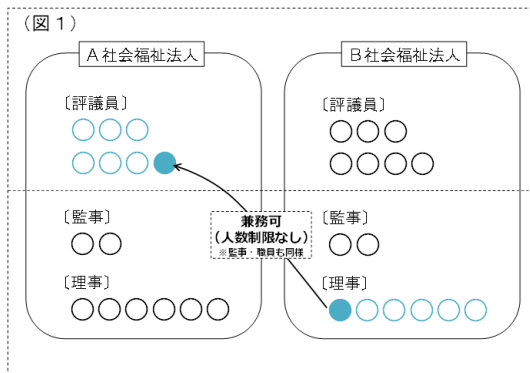 （図１）
Ａ社会福祉法人
Ｂ社会福祉法人
〔評議員〕
〔評議員〕
〔監事〕
〔監事〕
兼務可
（人数制限なし）
※監事・職員も同様
〔理事〕
〔理事〕